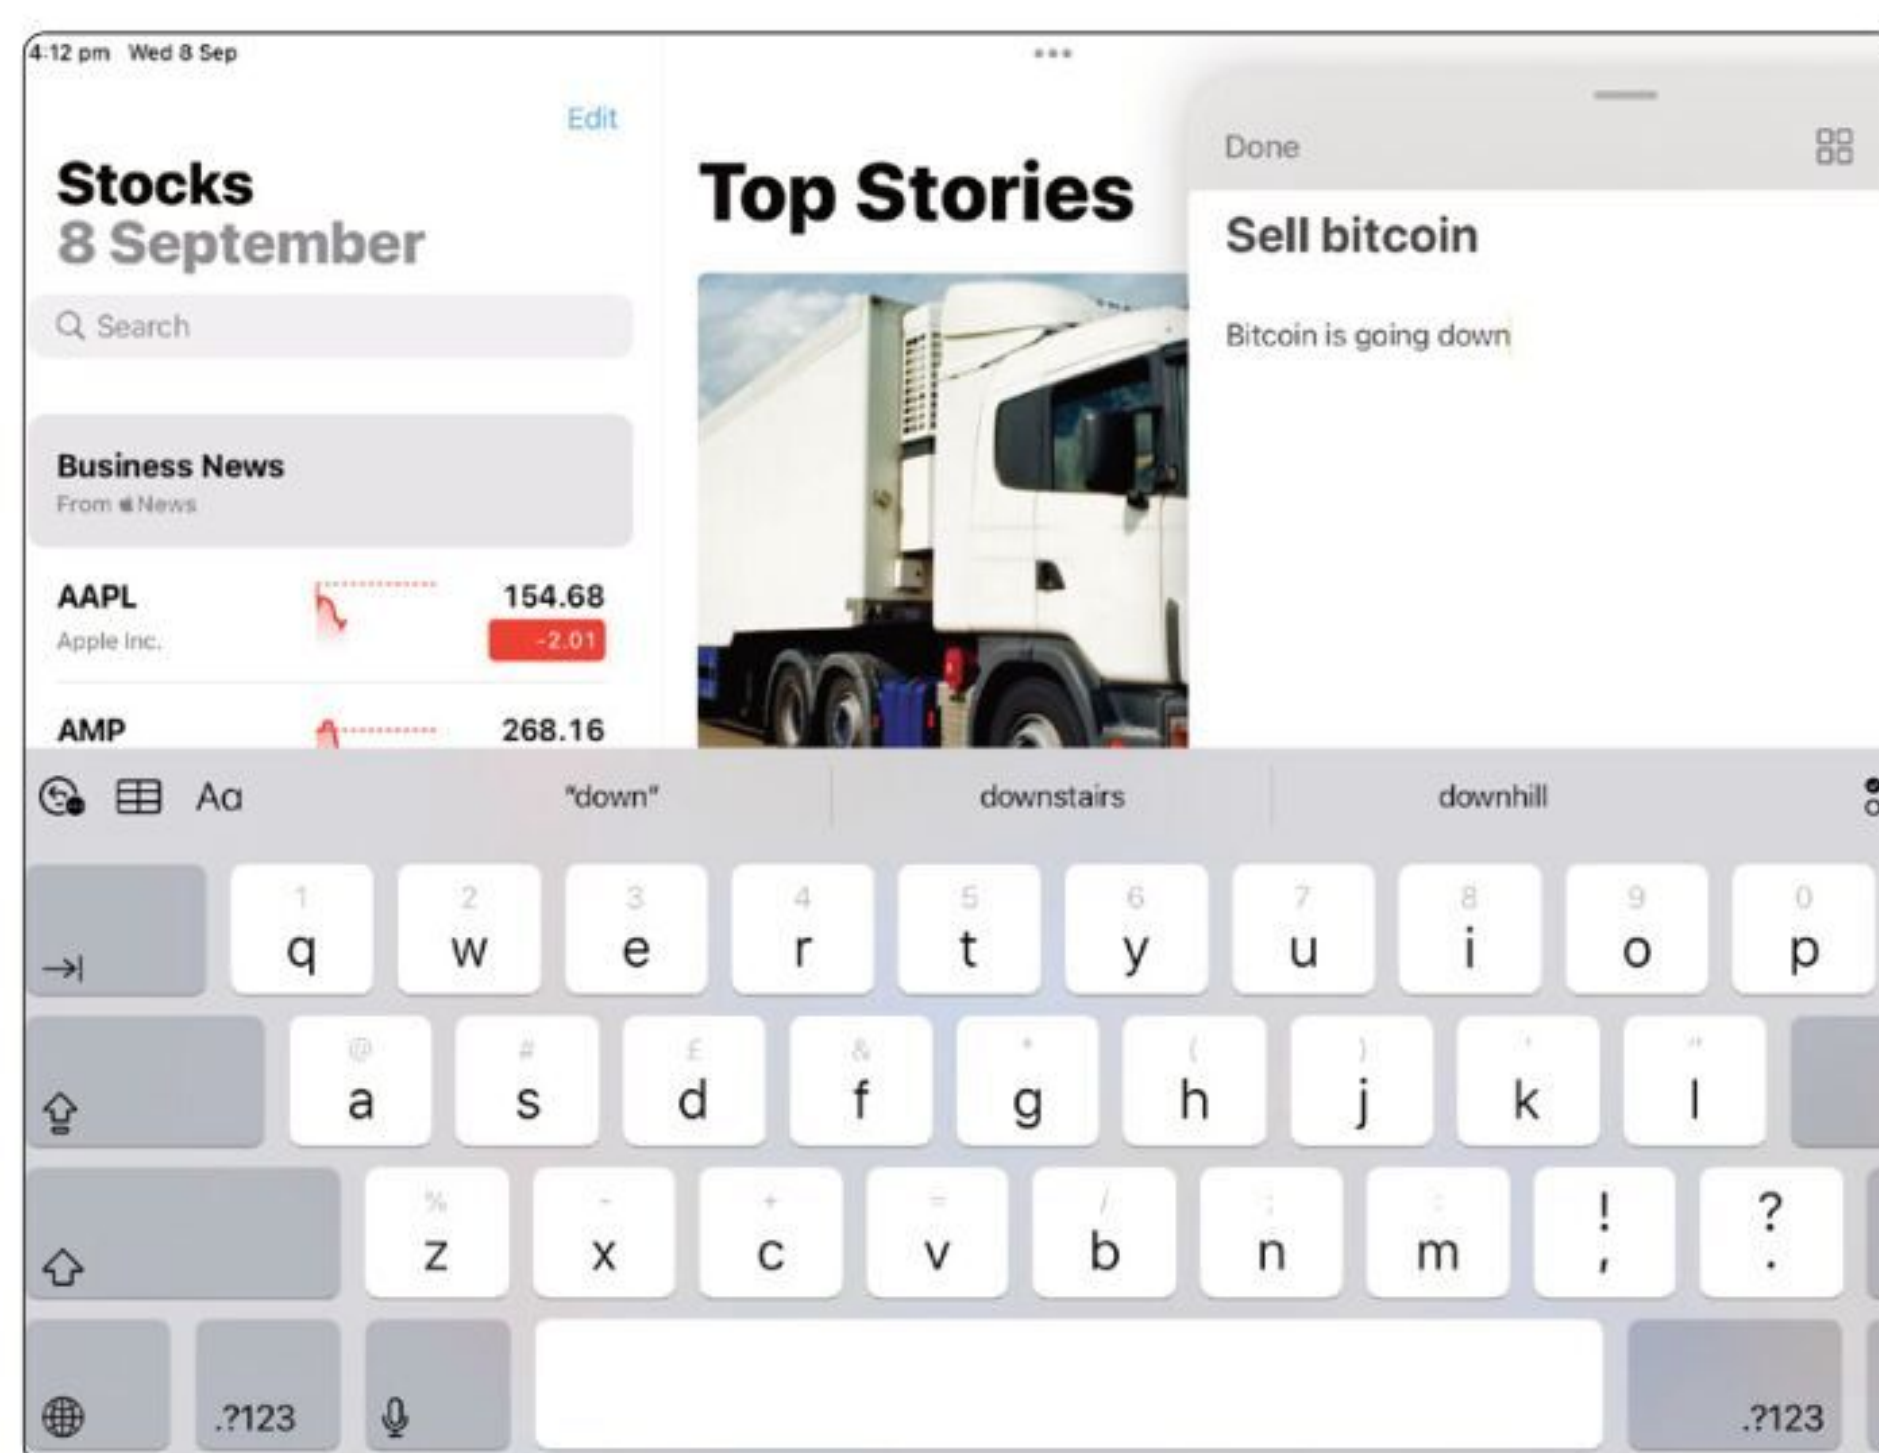 4:12 pm Wed 8 Sep
Edit
Stocks
8 September
Search
Business News
From News
AAPL
154.68
Apple Inc.
-2.01
AMP
268.16
Top Stories
Done
Sell bitcoin
Bitcoin is going down
Aa
“down”
downstairs
downhill
1 2 3 4 5 6 7 8 9 0
q w e r t y u i o p
@ # £ & * ( ) ' "
a s d f g h j k l
% - + = / ; : ! ?
z x c v b n m , .
.?123
.?123